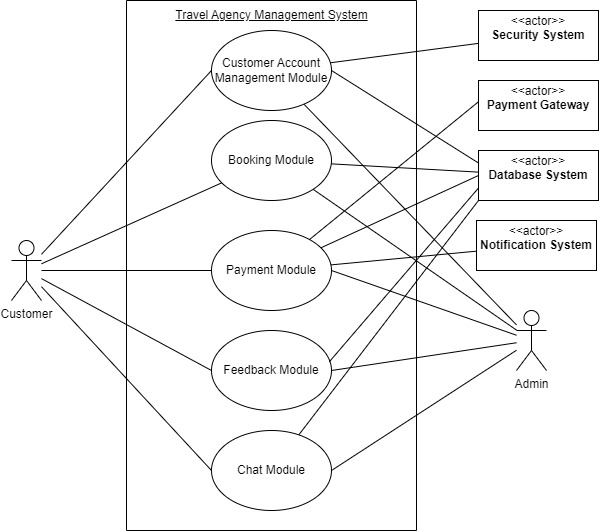 Travel Agency Management System
Customer Account
Management Module
Booking Module
Payment Module
Feedback Module
Chat Module
Customer
<<actor>>
Security System
<<actor>>
Payment Gateway
<<actor>>
Database System
<<actor>>
Notification System
Admin